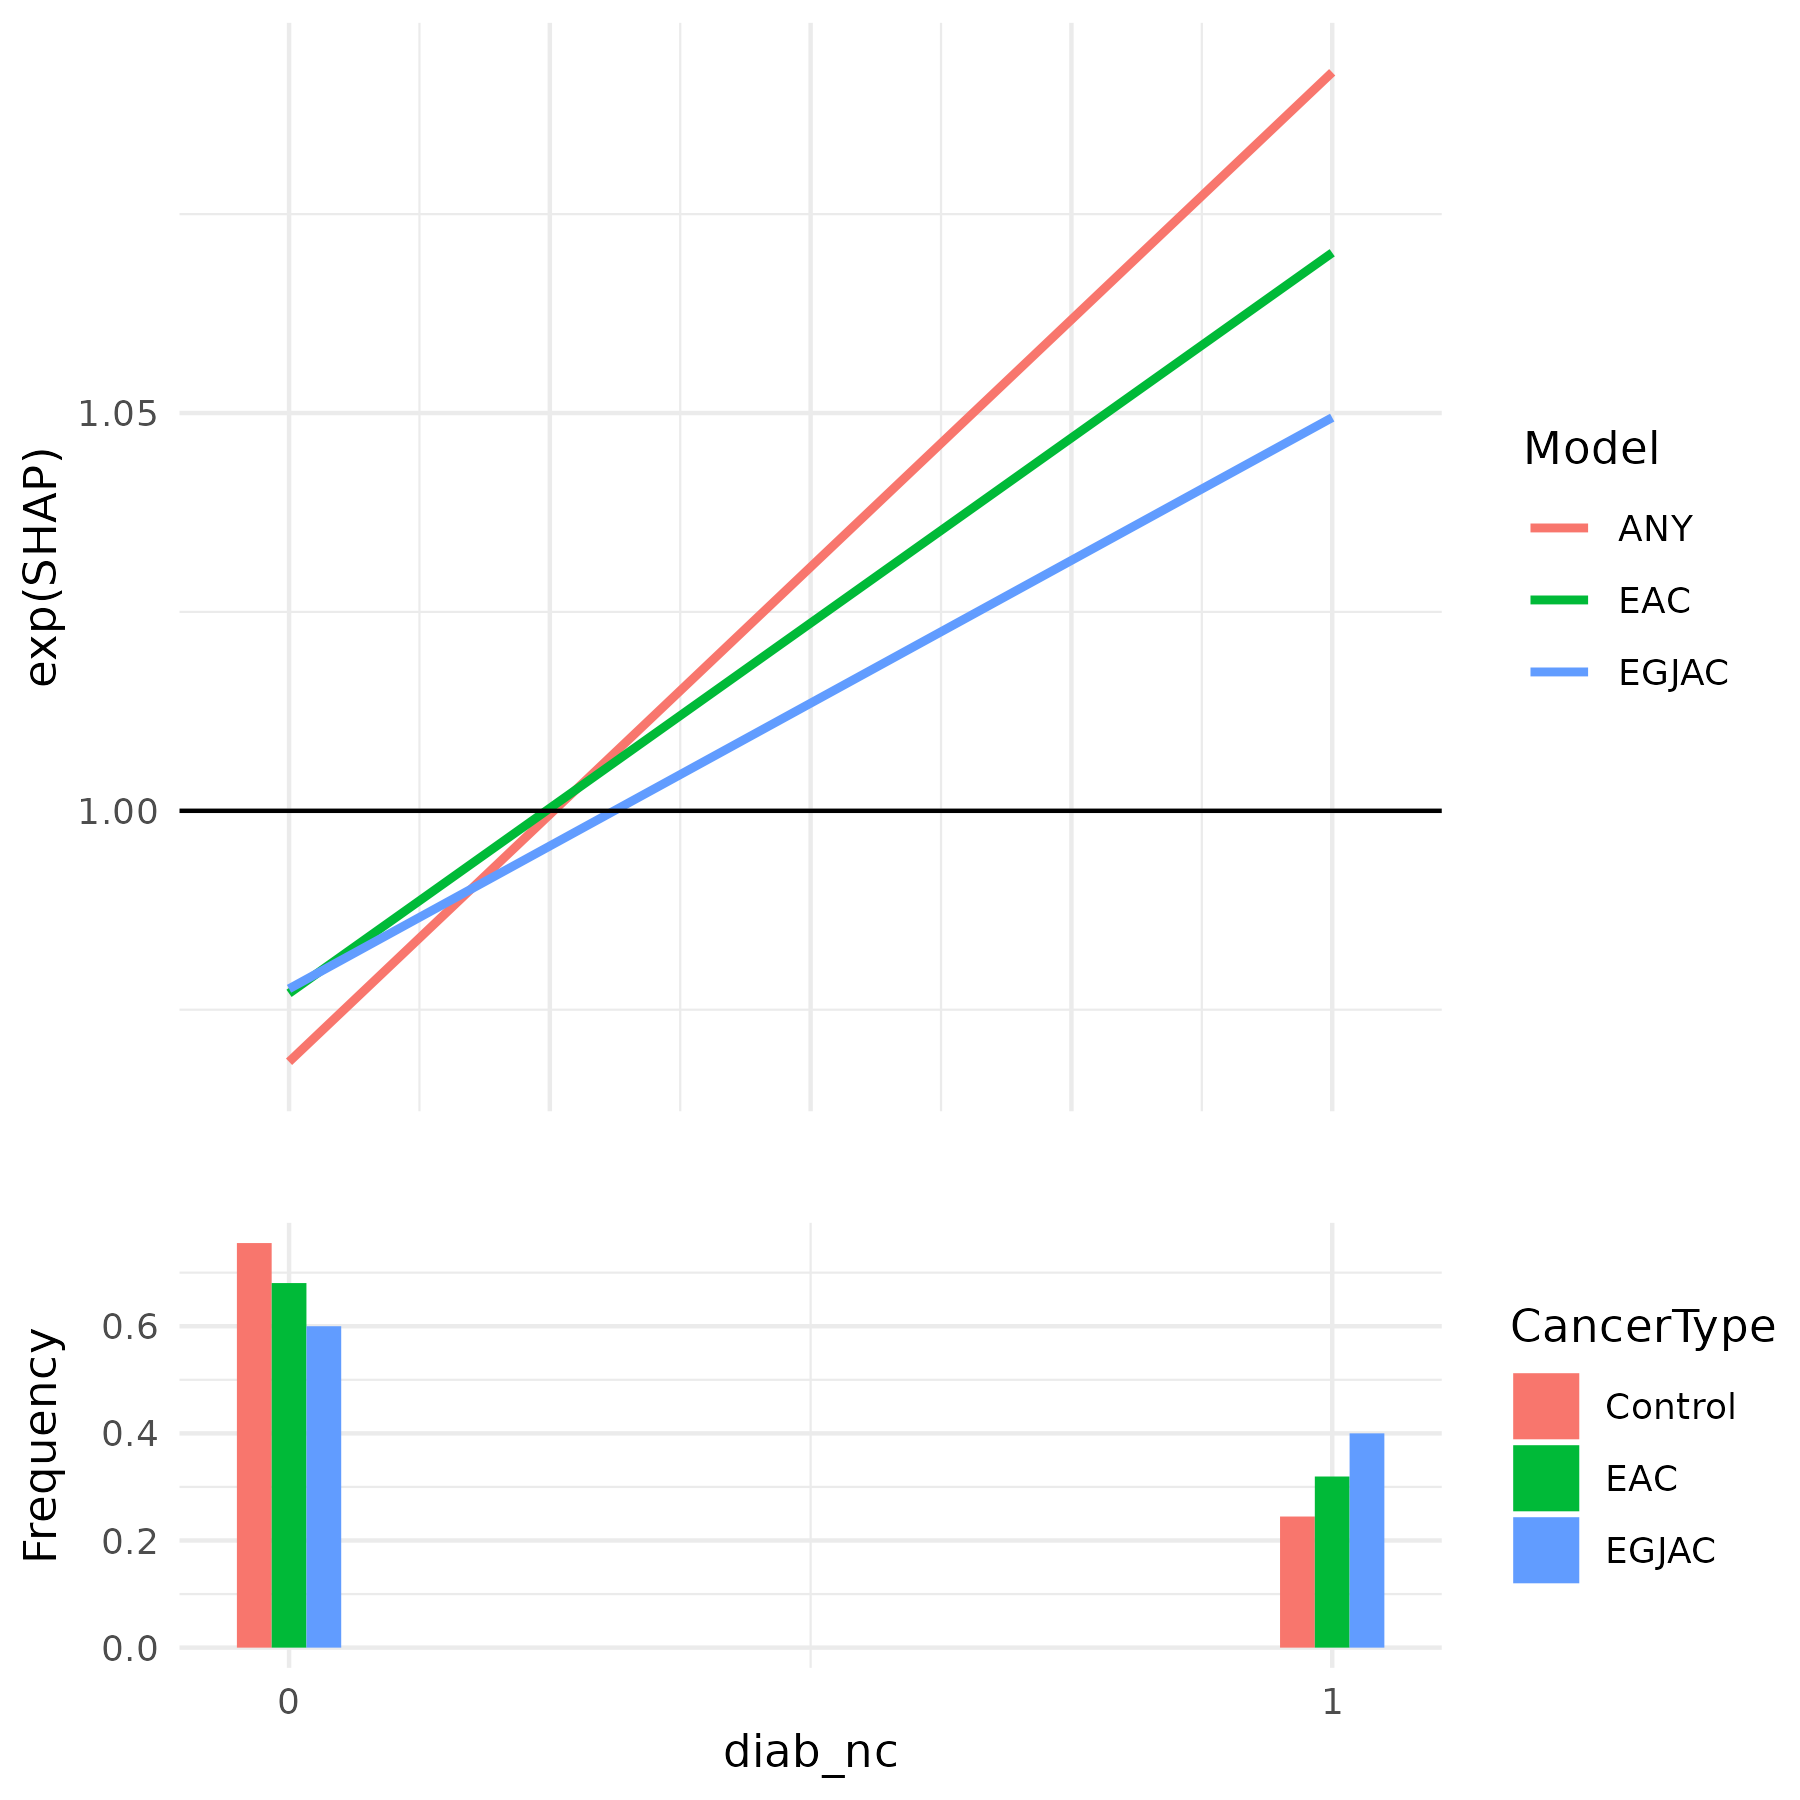 exp(SHAP)
1.05
1.00
Model
ANY
EAC
EGJAC
Frequency
0.6
0.4
0.2
0.0
0
1
diab_nc
CancerType
Control
EAC
EGJAC